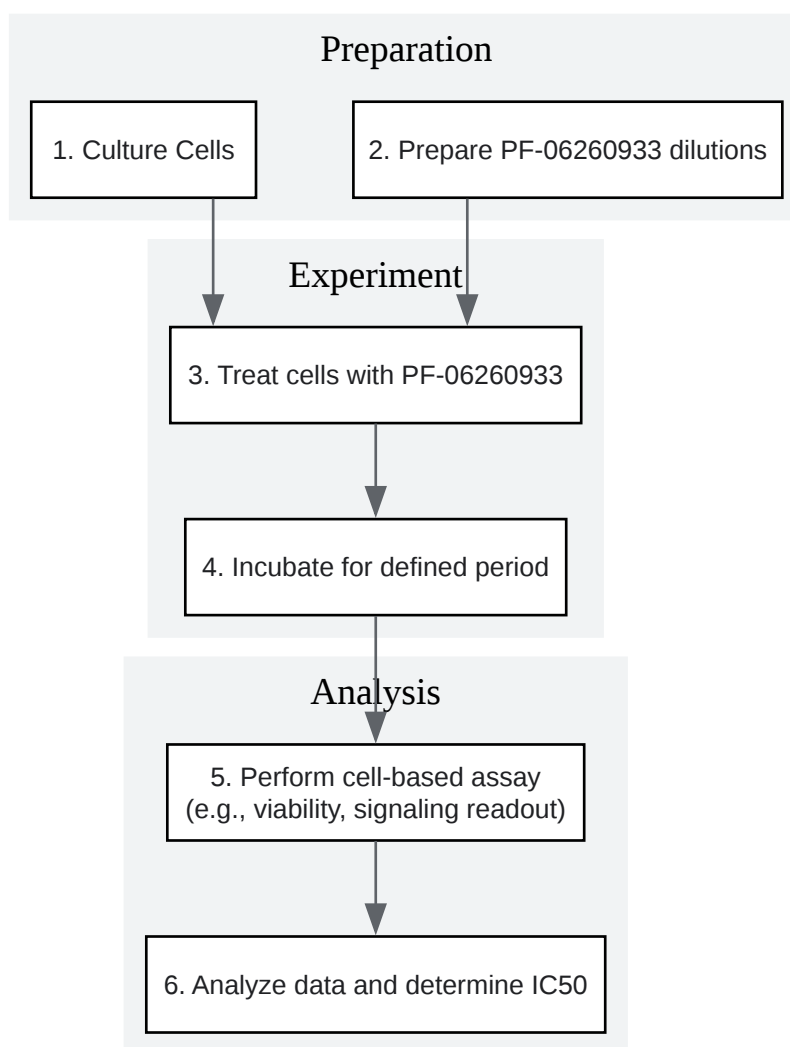 Preparation
1. Culture Cells
2. Prepare PF-06260933 dilutions
Experiment
3. Treat cells with PF-06260933
4. Incubate for defined period
Analysis
5. Perform cell-based assay
(e.g., viability, signaling readout)
6. Analyze data and determine IC50